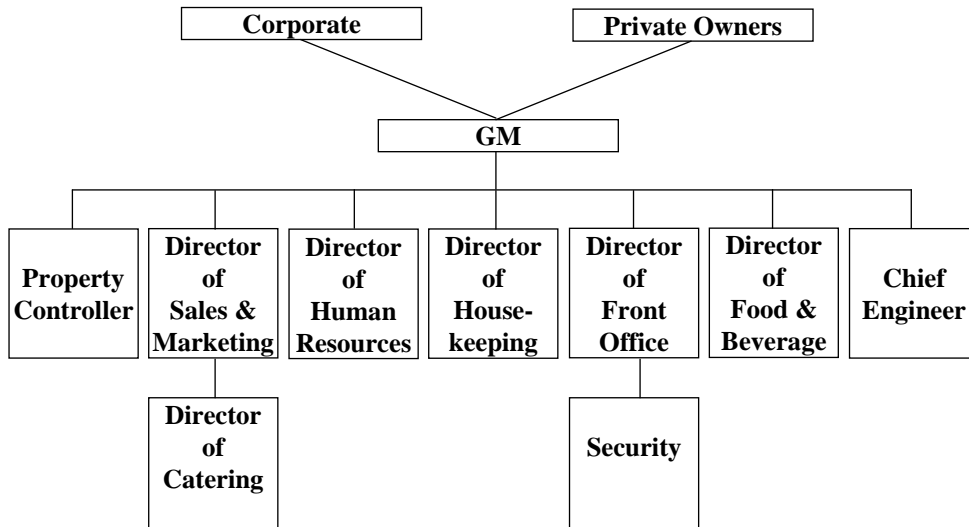 Corporate
Private Owners
GM
Property
Controller
Director
of
Sales &
Marketing
Director
of
Human
Resources
Director
of
House-
keeping
Director
of
Front
Office
Director
of
Food &
Beverage
Chief
Engineer
Director
of
Catering
Security